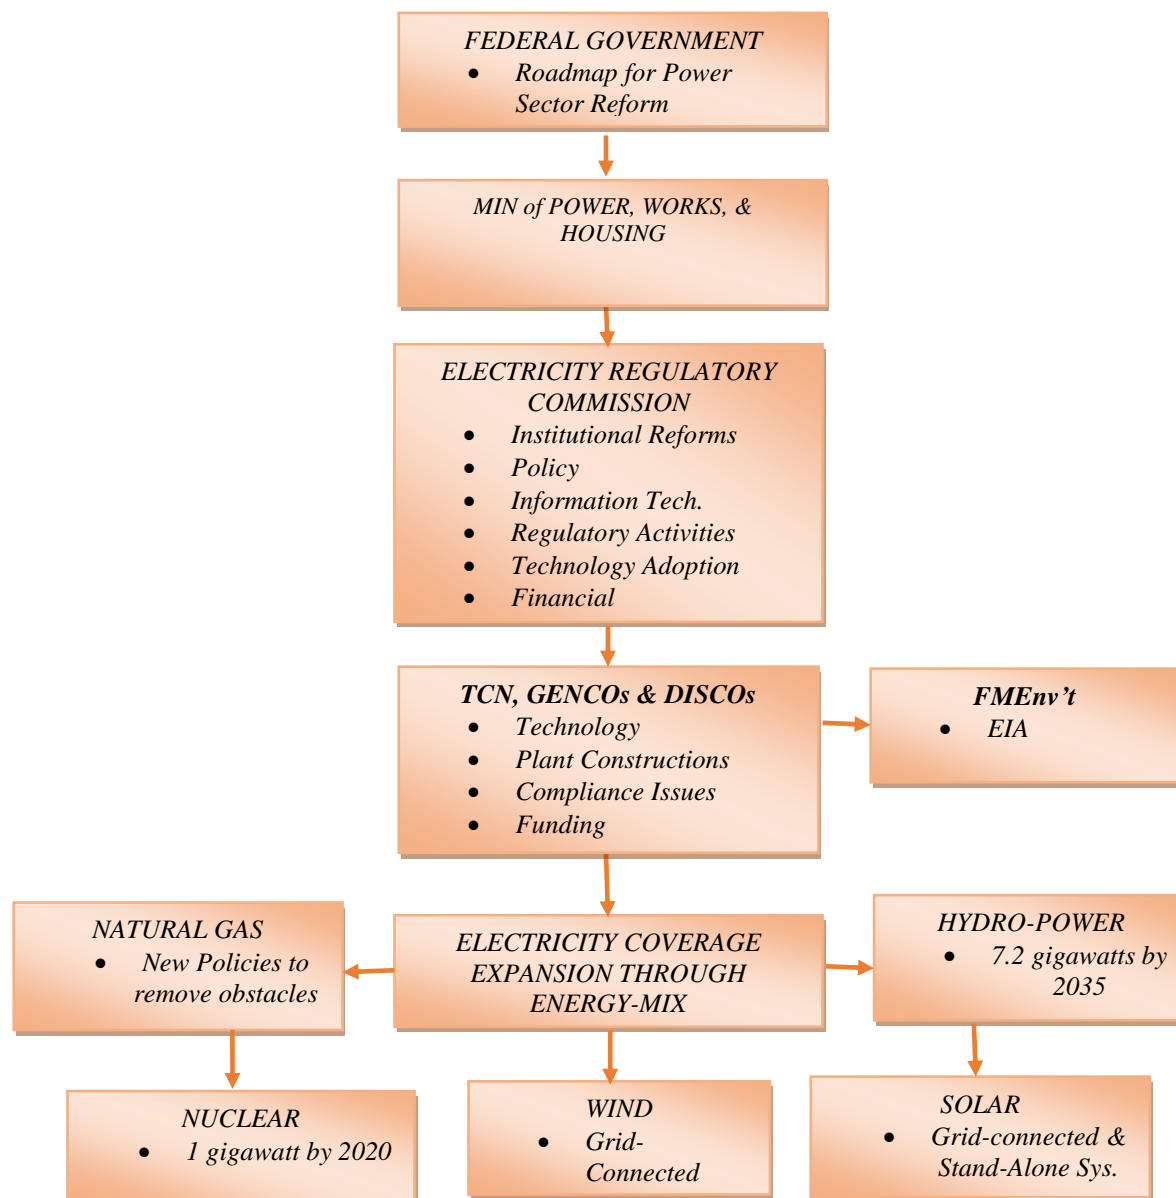 FEDERAL GOVERNMENT
• Roadmap for Power
Sector Reform
MIN of POWER, WORKS, &
HOUSING
ELECTRICITY REGULATORY
COMMISSION
• Institutional Reforms
• Policy
• Information Tech.
• Regulatory Activities
• Technology Adoption
• Financial
TCN, GENCOs & DISCOs
• Technology
• Plant Constructions
• Compliance Issues
• Funding
FMEnv’t
• EIA
NATURAL GAS
• New Policies to
remove obstacles
ELECTRICITY COVERAGE
EXPANSION THROUGH
ENERGY-MIX
HYDRO-POWER
• 7.2 gigawatts by
2035
NUCLEAR
• 1 gigawatt by 2020
WIND
• Grid-
Connected
SOLAR
• Grid-connected &
Stand-Alone Sys.